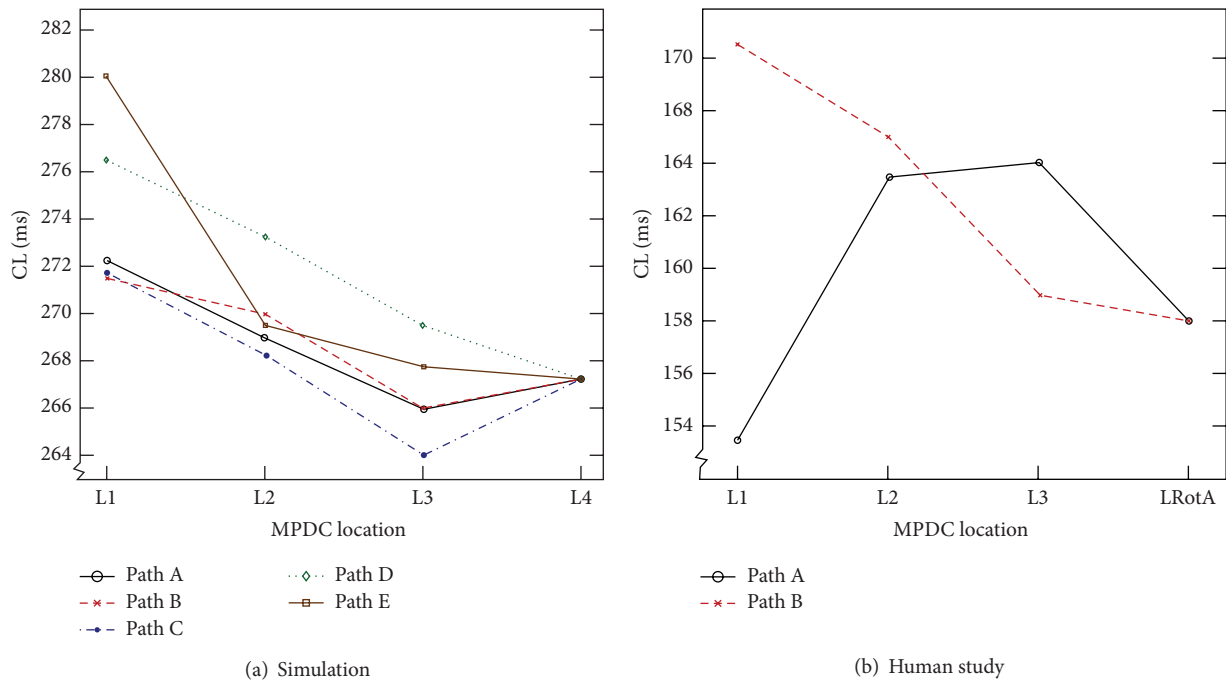 282
280
278
276
274
272
270
268
266
264
CL (ms)
L1 L2 L3 L4
MPDC location
Path A
Path B
Path C
Path D
Path E
(a) Simulation
170
168
164
162
160
158
156
154
CL (ms)
L1 L2 L3 LRotA
MPDC location
Path A
Path B
(b) Human study